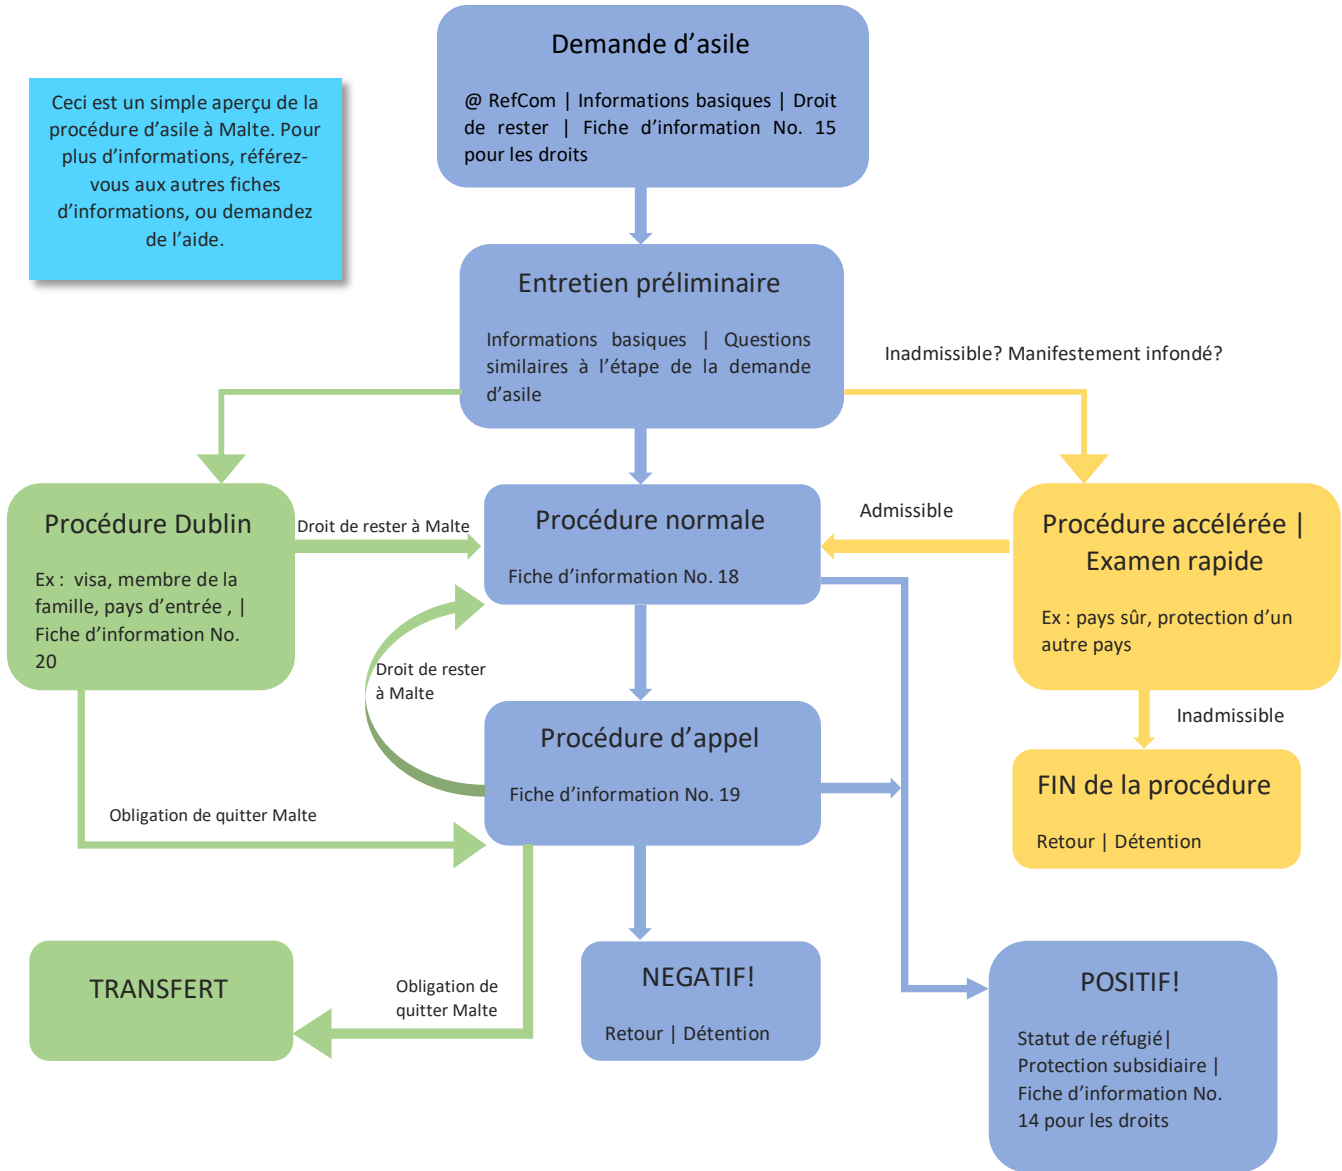 Demande d’asile
@ RefCom | Informations basiques | Droit
de rester | Fiche d’information No. 15
pour les droits
Ceci est un simple aperçu de la
procédure d’asile à Malte. Pour
plus d’informations, référez-
vous aux autres fiches
d’informations, ou demandez
de l’aide.
Entretien préliminaire
Informations basiques | Questions
similaires à l’étape de la demande
d’asile
Inadmissible? Manifestement infondé?
Procédure Dublin
Ex : visa, membre de la
famille, pays d’entrée , |
Fiche d’information No.
20
Droit de rester à Malte
Procédure normale
Fiche d’information No. 18
Admissible
Procédure accélérée |
Examen rapide
Ex : pays sûr, protection d’un
autre pays
Droit de rester
à Malte
Inadmissible
Procédure d’appel
Fiche d’information No. 19
FIN de la procédure
Retour | Détention
Obligation de quitter Malte
TRANSFERT
Obligation de
quitter Malte
NEGATIF!
Retour | Détention
POSITIF!
Statut de réfugié|
Protection subsidiaire |
Fiche d’information No.
14 pour les droits